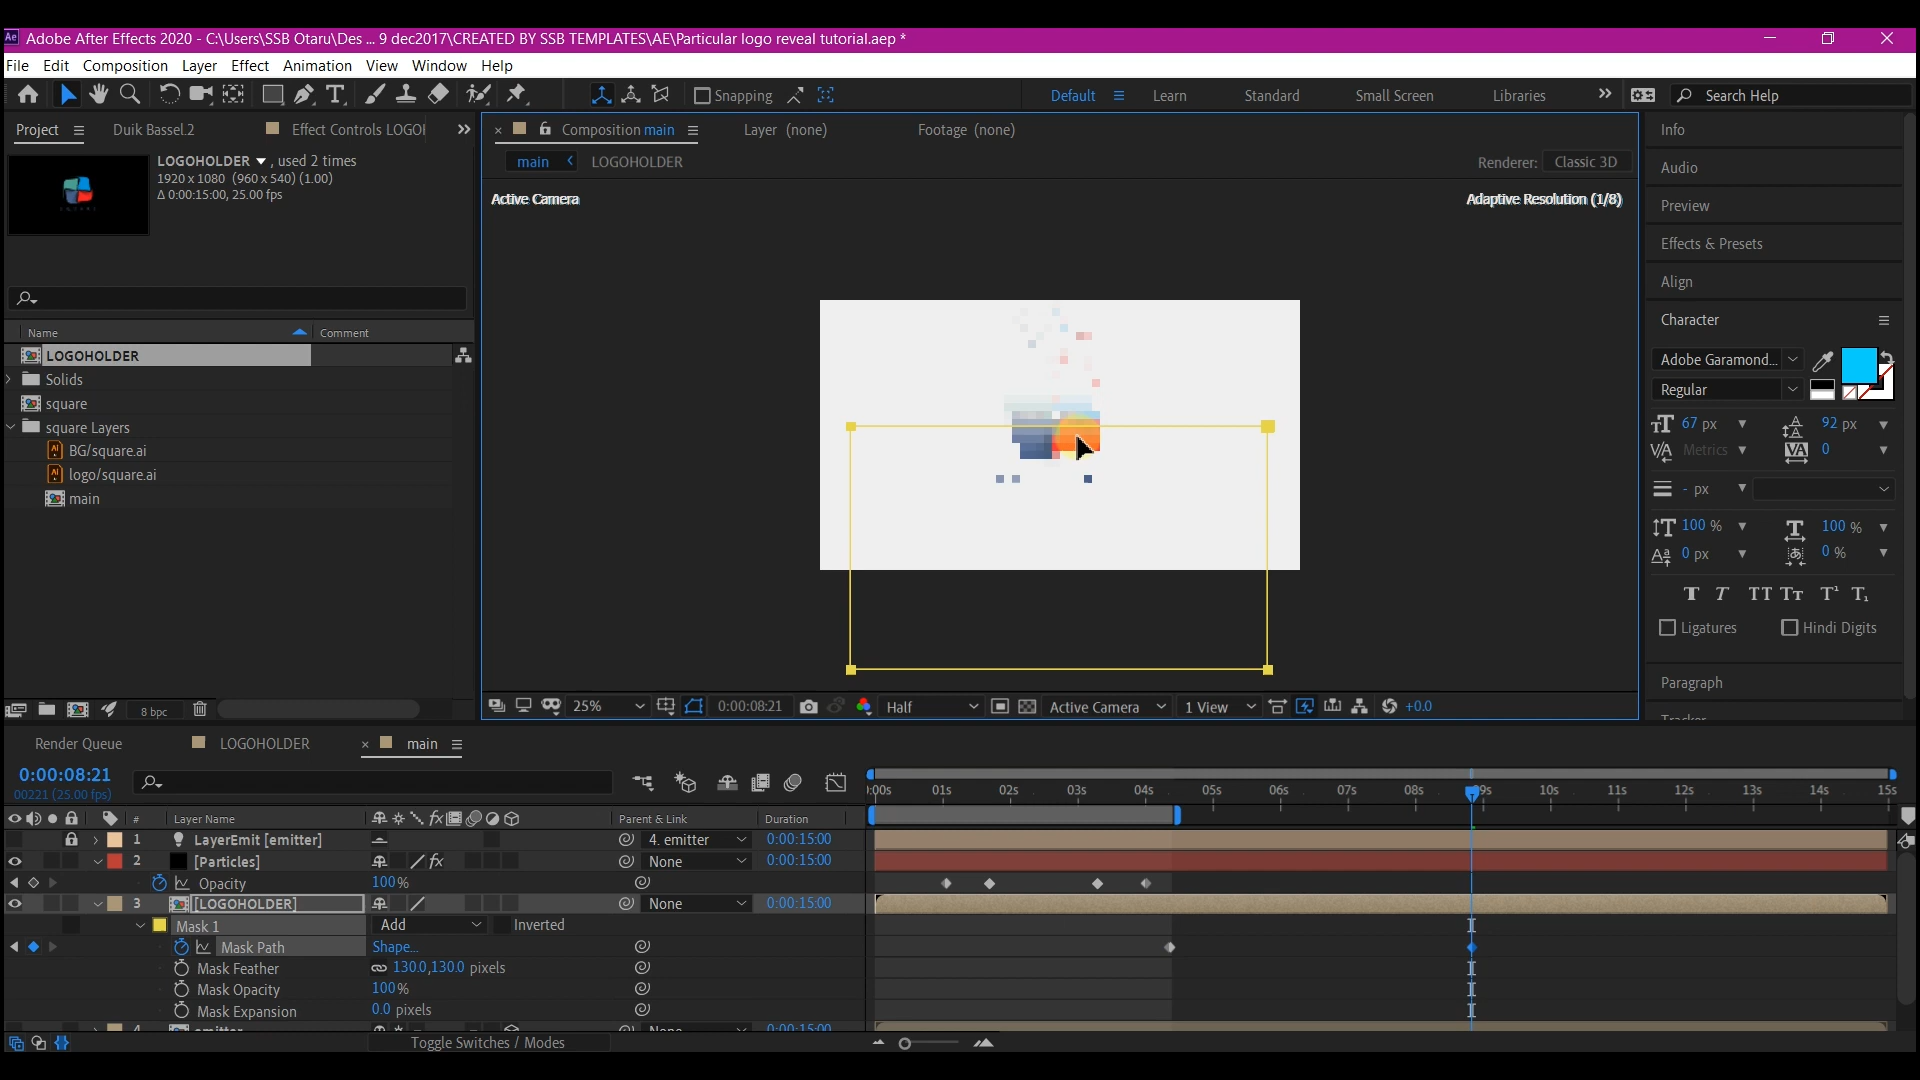 Ae Adobe After Effects 2020 - C:\Users\SSB Otaru\Des ... 9 dec2017\CREATED BY SSB TEMPLATES\AE\Particular logo reveal tutorial.aep *
File Edit Composition Layer Effect Animation View Window Help
Snapping Default Learn Standard Small Screen Libraries Search Help
Project Duik Bassel.2 Effect Controls LOGO
Composition main Layer (none) Footage (none)
LOGOHOLDER , used 2 times
1920 x 1080 (960 x 540) (1.00)
Δ 0:00:15:00, 25.00 fps
main LOGOHOLDER Renderer: Classic 3D
Active Camera Adaptive Resolution (1/8)
Name Comment
LOGOHOLDER
Solids
square
square Layers
BG/square.ai
logo/square.ai
main
8 bpc
25% 0:00:08:21 Half Active Camera 1 View +0.0
Info
Audio
Preview
Effects & Presets
Align
Character
Adobe Garamond...
Regular
67 px 92 px
Metrics 0
- px
100 % 100 %
0 px 0 %
T T TT Tt T¹ T₁
Ligatures Hindi Digits
Paragraph
Tracker
Render Queue LOGOHOLDER main
0:00:08:21
00221 (25.00 fps)
:00s 01s 02s 03s 04s 05s 06s 07s 08s 09s 10s 11s 12s 13s 14s 15s
# Layer Name Parent & Link Duration
1 LayerEmit [emitter] 4. emitter 0:00:15:00
2 [Particles] None 0:00:15:00
Opacity 100%
3 [LOGOHOLDER] None 0:00:15:00
Mask 1 Add Inverted
Mask Path Shape...
Mask Feather 130.0,130.0 pixels
Mask Opacity 100%
Mask Expansion 0.0 pixels
4 emitter None 0:00:15:00
Toggle Switches / Modes